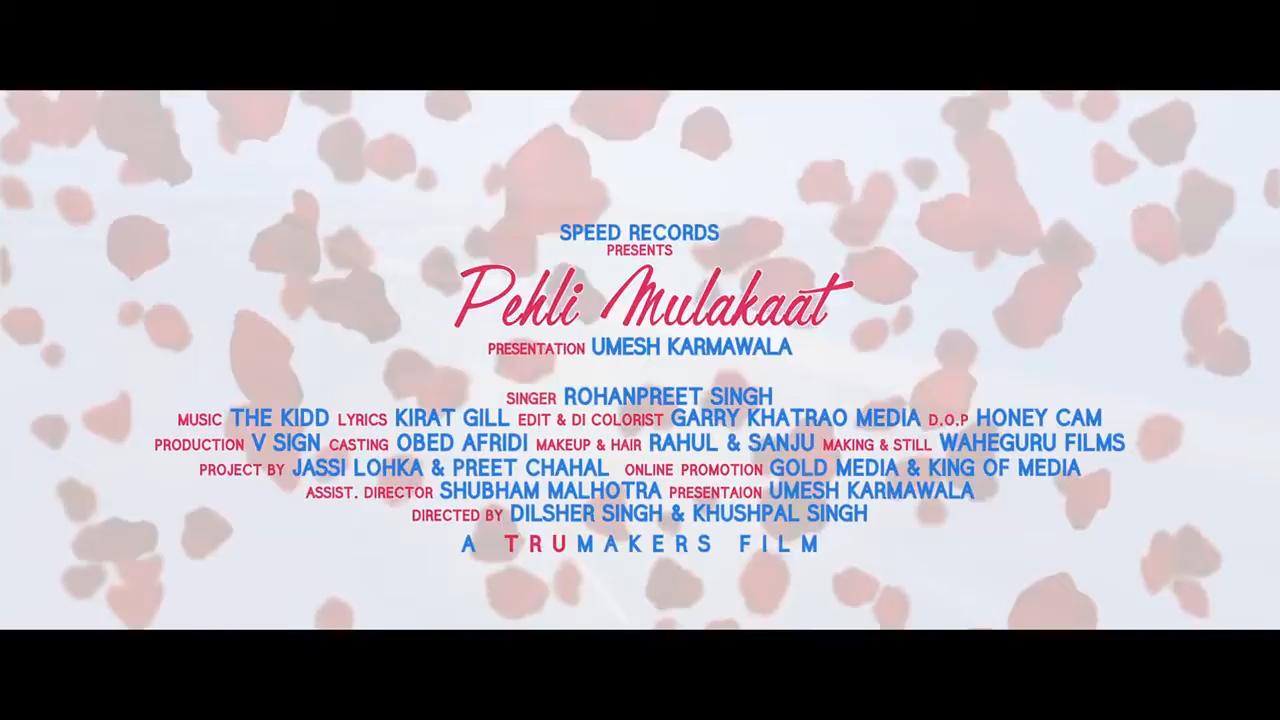 SPEED RECORDS
PRESENTS
Pehli Mulakaat
PRESENTATION UMESH KARMAWALA
SINGER ROHANPREET SINGH
MUSIC THE KIDD LYRICS KIRAT GILL EDIT & DI COLORIST GARRY KHATRAO MEDIA D.O.P HONEY CAM
PRODUCTION V SIGN CASTING OBED AFRIDI MAKEUP & HAIR RAHUL & SANJU MAKING & STILL WAHEGURU FILMS
PROJECT BY JASSI LOHKA & PREET CHAHAL ONLINE PROMOTION GOLD MEDIA & KING OF MEDIA
ASSIST. DIRECTOR SHUBHAM MALHOTRA PRESENTAION UMESH KARMAWALA
DIRECTED BY DILSHER SINGH & KHUSHPAL SINGH
A TRUMAKERS FILM